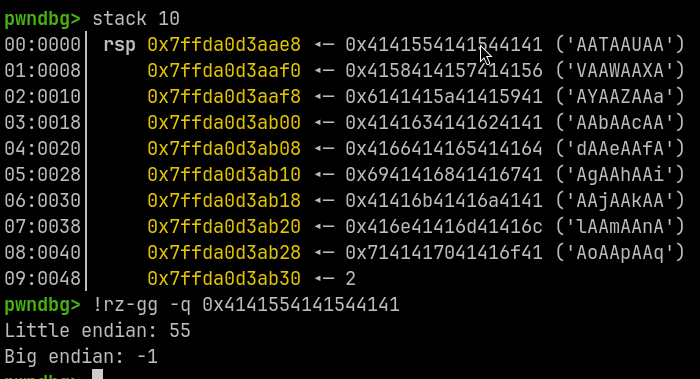 pwndbg> stack 10
00:0000│ rsp 0x7ffda0d3aae8 ◂— 0x4141554141544141 ('AATAAUAA')
01:0008│     0x7ffda0d3aaf0 ◂— 0x4158414157414156 ('VAAWAAXA')
02:0010│     0x7ffda0d3aaf8 ◂— 0x6141415a41415941 ('AYAAZAAa')
03:0018│     0x7ffda0d3ab00 ◂— 0x4141634141624141 ('AAbAAcAA')
04:0020│     0x7ffda0d3ab08 ◂— 0x4166414165414164 ('dAAeAAfA')
05:0028│     0x7ffda0d3ab10 ◂— 0x6941416841416741 ('AgAAhAAi')
06:0030│     0x7ffda0d3ab18 ◂— 0x41416b41416a4141 ('AAjAAkAA')
07:0038│     0x7ffda0d3ab20 ◂— 0x416e41416d41416c ('lAAmAAnA')
08:0040│     0x7ffda0d3ab28 ◂— 0x7141417041416f41 ('AoAApAAq')
09:0048│     0x7ffda0d3ab30 ◂— 2
pwndbg> !rz-gg -q 0x4141554141544141
Little endian: 55
Big endian: -1
pwndbg>